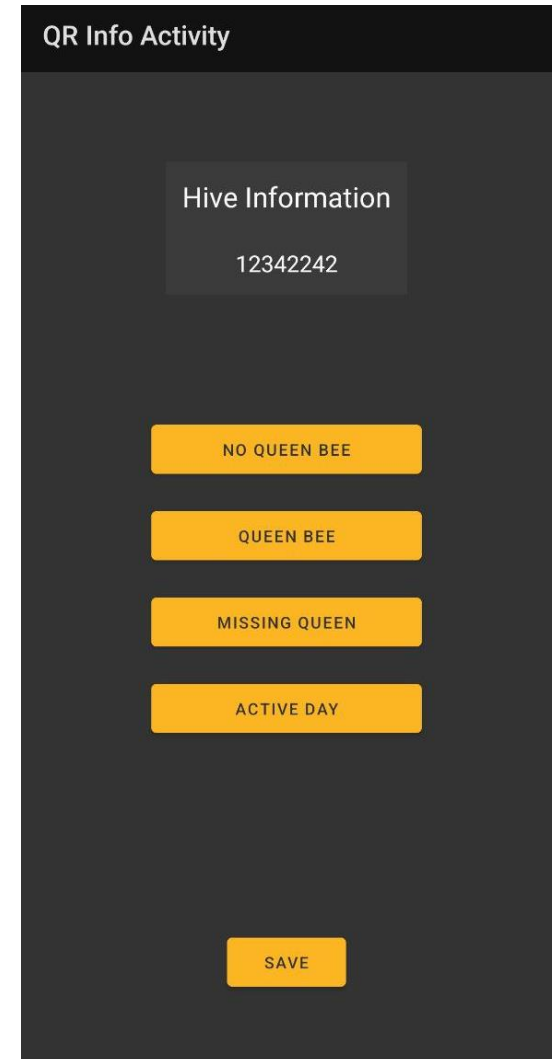 QR Info Activity
Hive Information
12342242
NO QUEEN BEE
QUEEN BEE
MISSING QUEEN
ACTIVE DAY
SAVE